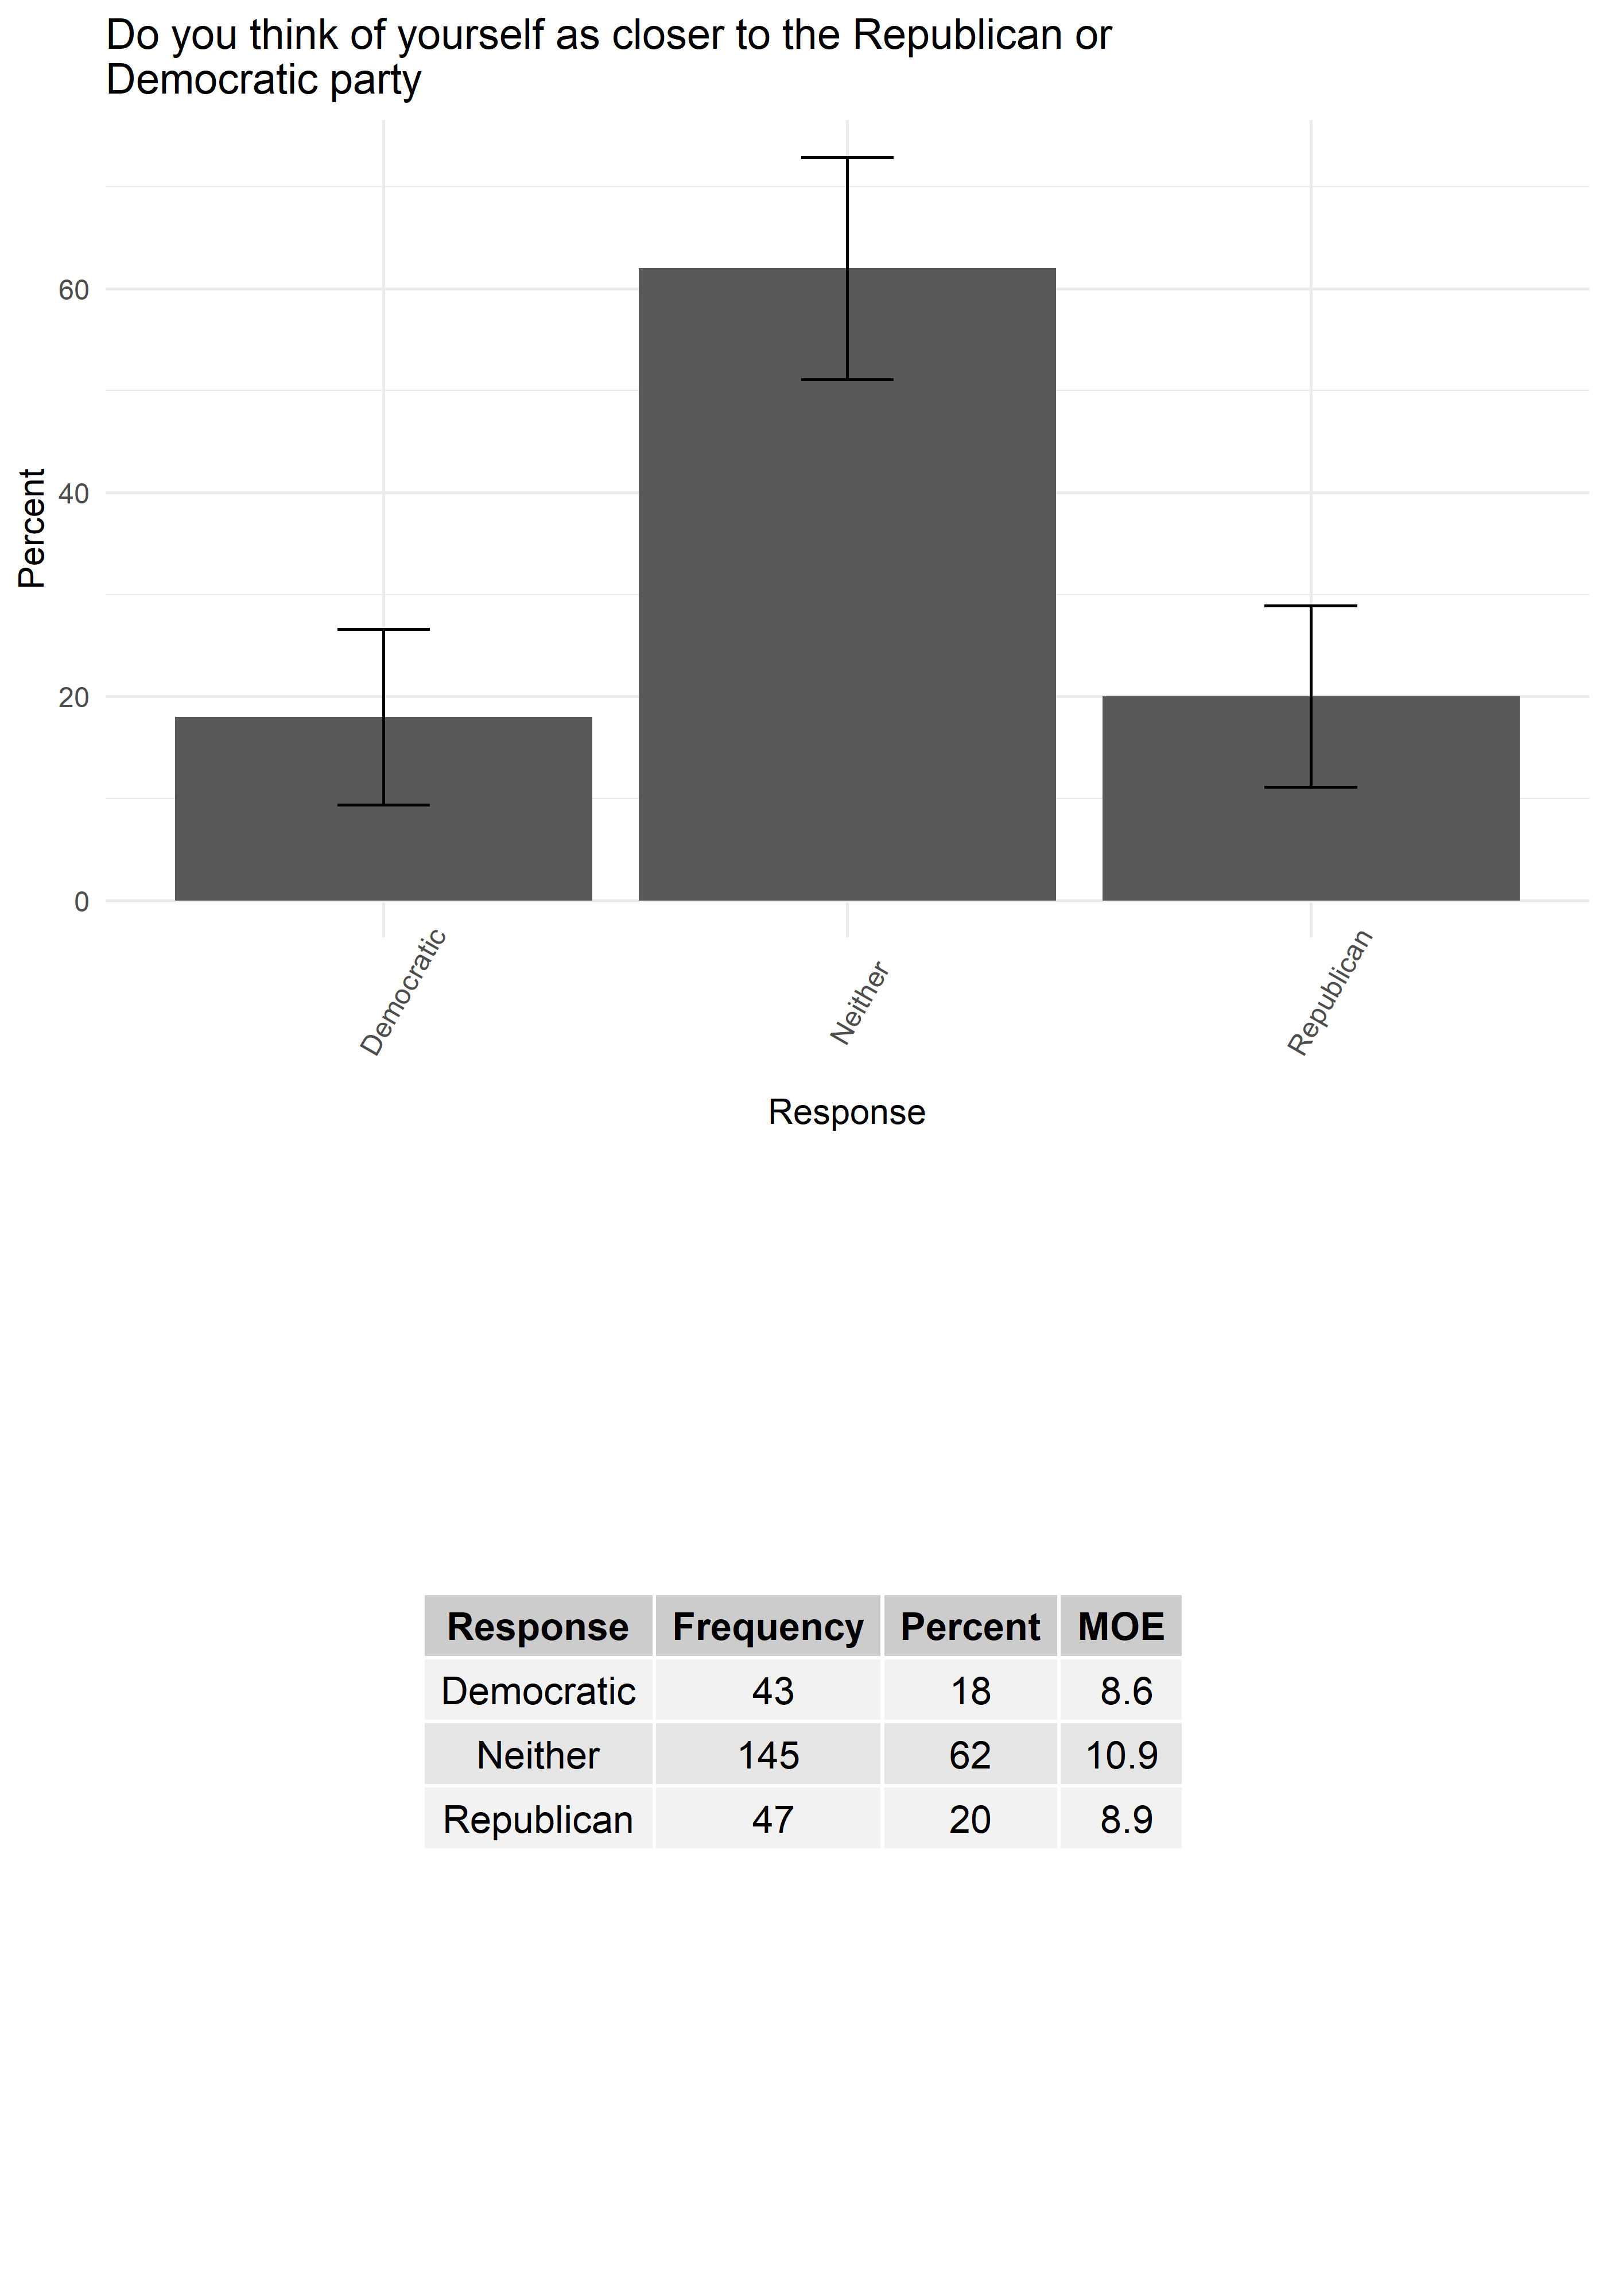 Do you think of yourself as closer to the Republican or
Democratic party
Percent
60
40
20
0
Democratic
Neither
Republican
Response
Response Frequency Percent MOE
Democratic 43 18 8.6
Neither 145 62 10.9
Republican 47 20 8.9